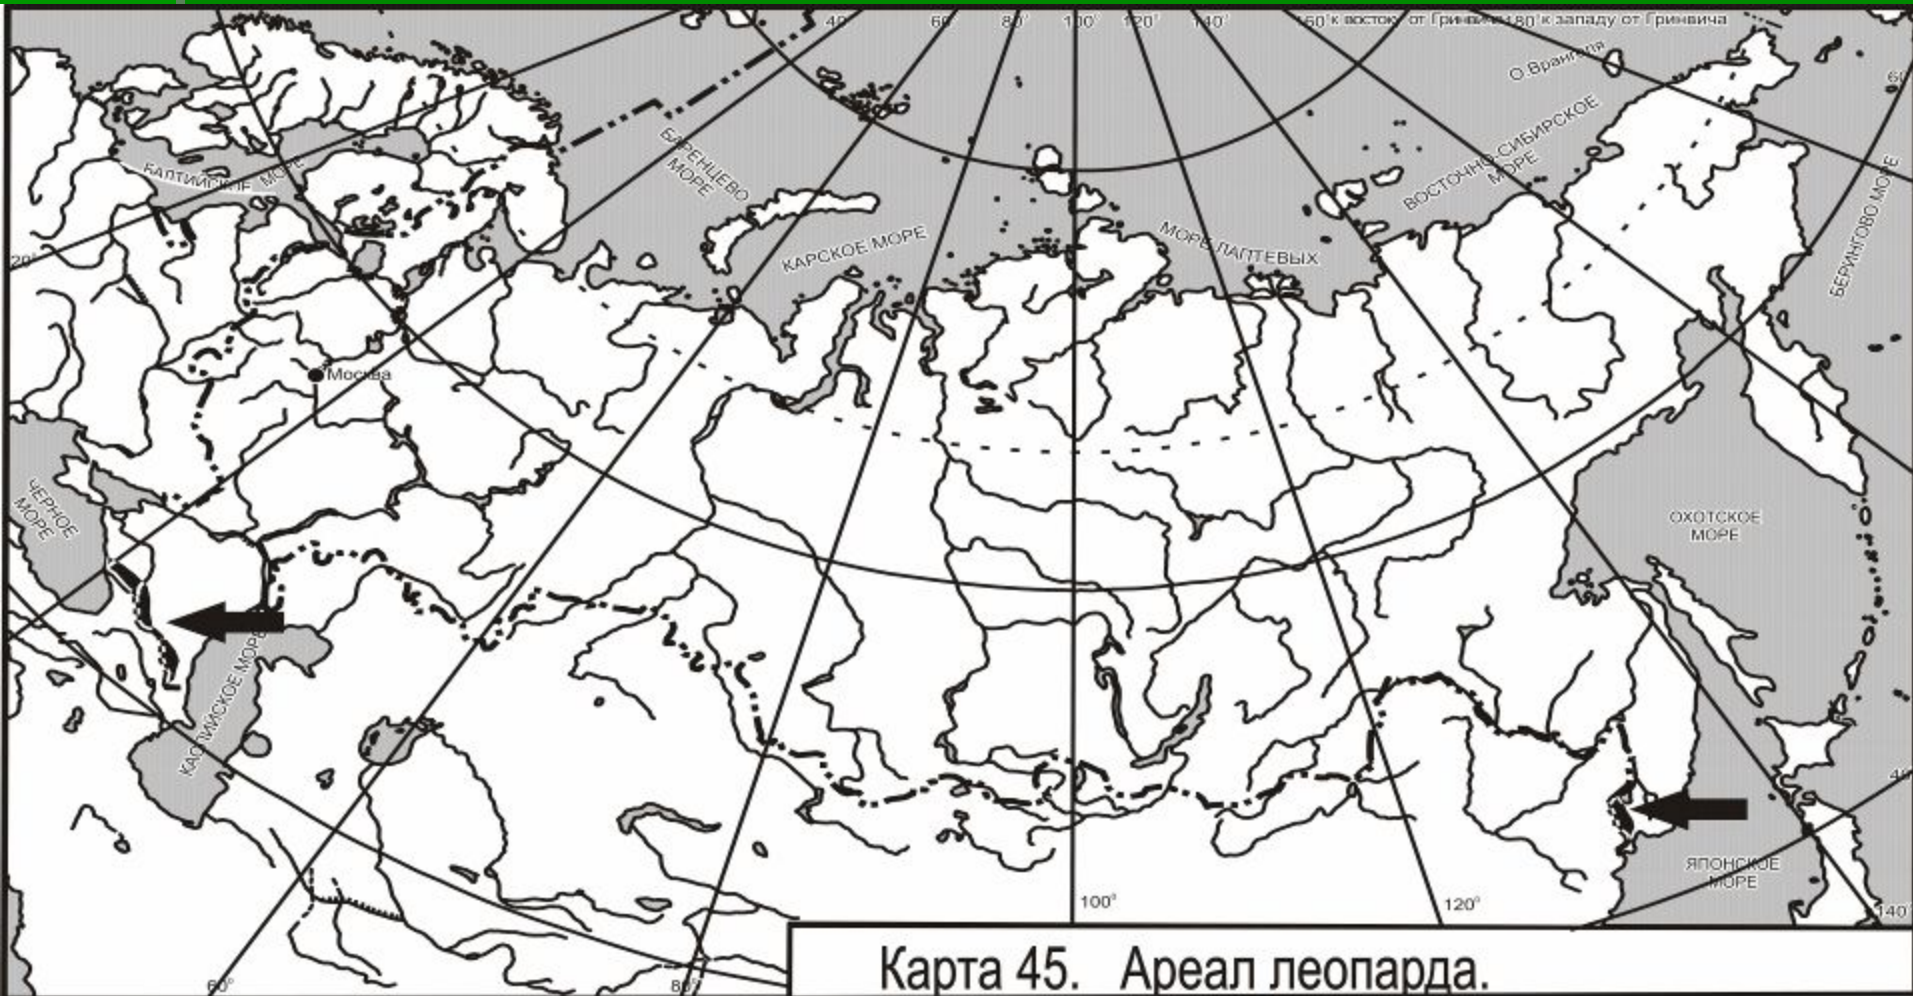 40°
60°
80°
100°
120°
140°
160° к востоку от Гринвича
180° к западу от Гринвича
О.Врангеля
60
БАРЕНЦЕВО
МОРЕ
ВОСТОЧНО-СИБИРСКОЕ
МОРЕ
БАЛТИЙСКОЕ МОРЕ
БЕРИНГОВО МОРЕ
КАРСКОЕ МОРЕ
МОРЕ ЛАПТЕВЫХ
20°
Москва
ЧЕРНОЕ
МОРЕ
ОХОТСКОЕ
МОРЕ
КАСПИЙСКОЕ МОРЕ
40
ЯПОНСКОЕ
МОРЕ
100°
120°
140°
60°
80°
Карта 45. Ареал леопарда.